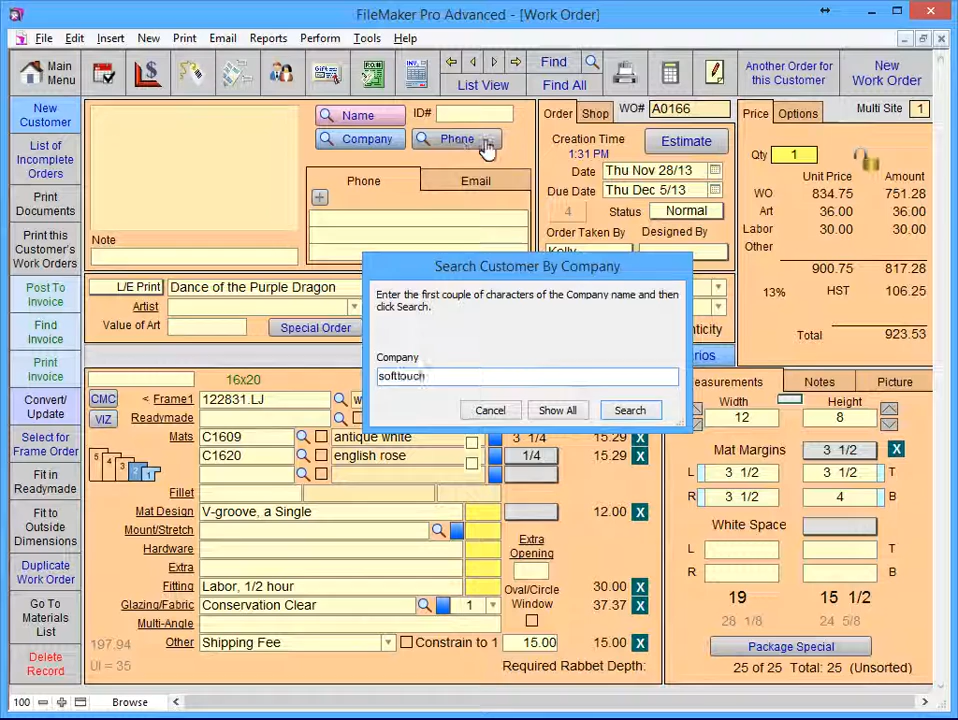 FileMaker Pro Advanced - [Work Order]
File Edit Insert New Print Email Reports Perform Tools Help
Main Menu
Find
List View
Find All
Another Order for this Customer
New Work Order
New Customer
List of Incomplete Orders
Print Documents
Print this Customer's Work Orders
Post To Invoice
Find Invoice
Print Invoice
Convert/ Update
Select for Frame Order
Fit in Readymade
Fit to Outside Dimensions
Duplicate Work Order
Go To Materials List
Delete Record
Name
ID#
Company
Phone
Phone
Email
Note
Order
Shop
WO#
A0166
Creation Time
1:31 PM
Estimate
Date
Thu Nov 28/13
Due Date
Thu Dec 5/13
4
Status
Normal
Order Taken By
Designed By
Kelly
Price
Options
Multi Site
1
Qty
1
Unit Price
Amount
WO 834.75 751.28
Art 36.00 36.00
Labor 30.00 30.00
Other
900.75 817.28
13% HST 106.25
Total 923.53
L/E Print
Dance of the Purple Dragon
Artist
Value of Art
Special Order
Search Customer By Company
Enter the first couple of characters of the Company name and then click Search.
Company
softtouch
Cancel
Show All
Search
16x20
CMC
< Frame1
122831.LJ
VIZ
Readymade
Mats
C1609
antique white
3 1/4
15.29
X
C1620
english rose
1/4
15.29
X
5 4 3 2 1
Fillet
Mat Design
V-groove, a Single
12.00
X
Mount/Stretch
Hardware
Extra Opening
Extra
Fitting
Labor, 1/2 hour
Oval/Circle Window
30.00
X
Glazing/Fabric
Conservation Clear
1
37.37
X
Multi-Angle
197.94
Other
Shipping Fee
Constrain to 1
15.00
15.00
X
UI = 35
Required Rabbet Depth:
Notes
Picture
Width
Height
12
8
Mat Margins
3 1/2
X
L 3 1/2 3 1/2 T
R 3 1/2 4 B
White Space
L T
R B
19 15 1/2
28 1/8 24 5/8
Package Special
25 of 25 Total: 25 (Unsorted)
100
Browse